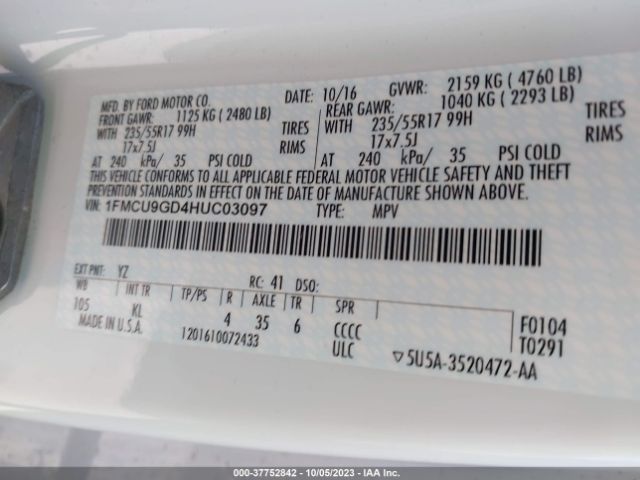 MFD. BY FORD MOTOR CO. DATE: 10/16 GVWR: 2159 KG ( 4760 LB)
FRONT GAWR: 1125 KG ( 2480 LB) REAR GAWR: 1040 KG ( 2293 LB)
WITH 235/55R17 99H TIRES WITH 235/55R17 99H TIRES
17x7.5J RIMS 17x7.5J RIMS
AT 240 kPa/ 35 PSI COLD AT 240 kPa/ 35 PSI COLD
THIS VEHICLE CONFORMS TO ALL APPLICABLE FEDERAL MOTOR VEHICLE SAFETY AND THEFT
PREVENTION STANDARDS IN EFFECT ON THE DATE OF MANUFACTURE SHOWN ABOVE.
VIN: 1FMCU9GD4HUC03097 TYPE: MPV
EXT PNT: YZ RC: 41 DSO:
WB INT TR TP/PS R AXLE TR SPR
105 KL 4 35 6 CCCC F0104
MADE IN U.S.A. 1201610072433 ULC T0291
▽5U5A-3520472-AA
000-37752842 - 10/05/2023 - IAA Inc.